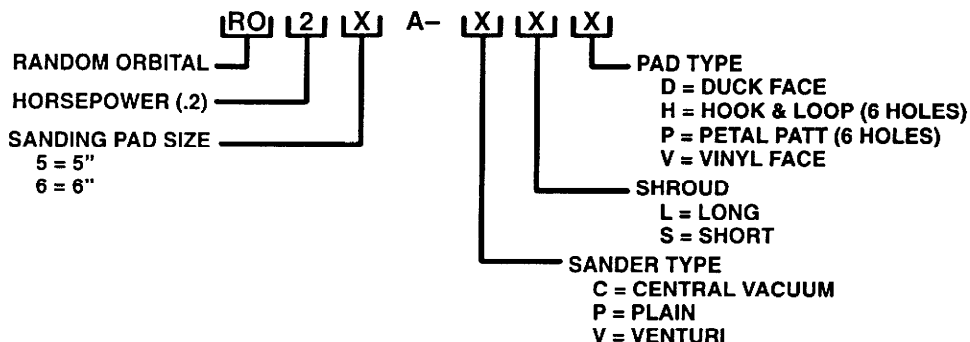 RO 2 X A– X X X
RANDOM ORBITAL
HORSEPOWER (.2)
SANDING PAD SIZE
5 = 5"
6 = 6"
PAD TYPE
D = DUCK FACE
H = HOOK & LOOP (6 HOLES)
P = PETAL PATT (6 HOLES)
V = VINYL FACE
SHROUD
L = LONG
S = SHORT
SANDER TYPE
C = CENTRAL VACUUM
P = PLAIN
V = VENTURI